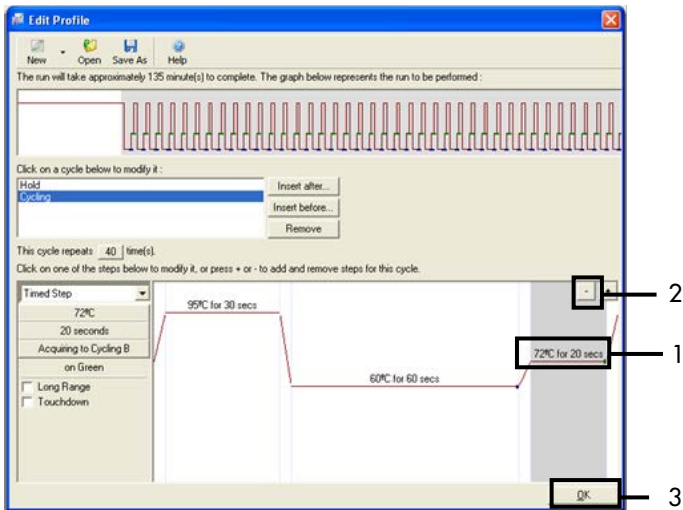 Edit Profile
New Open Save As Help
The run will take approximately 135 minute(s) to complete. The graph below represents the run to be performed :
Click on a cycle below to modify it :
Hold
Cycling
Insert after...
Insert before...
Remove
This cycle repeats 40 time(s).
Click on one of the steps below to modify it, or press + or - to add and remove steps for this cycle.
Timed Step
72ºC
20 seconds
Acquiring to Cycling B
on Green
Long Range
Touchdown
95ºC for 30 secs
60ºC for 60 secs
72ºC for 20 secs
- +
2
1
OK
3